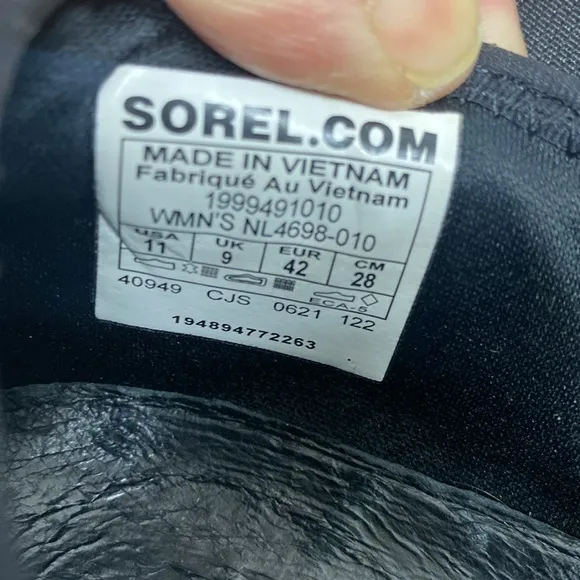 SOREL.COM
MADE IN VIETNAM
Fabriqué Au Vietnam
1999491010
WMN'S NL4698-010
USA UK EUR CM
11 9 42 28
ECA-5
40949 CJS 0621 122
194894772263